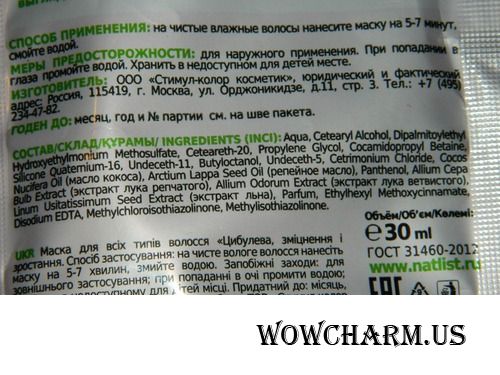 СПОСОБ ПРИМЕНЕНИЯ: на чистые влажные волосы нанесите маску на 5-7 минут,
смойте водой.
МЕРЫ ПРЕДОСТОРОЖНОСТИ: для наружного применения. При попадании в
глаза промойте водой. Хранить в недоступном для детей месте.
ИЗГОТОВИТЕЛЬ: ООО «Стимул-колор косметик», юридический и фактический
адрес: Россия, 115419, г. Москва, ул. Орджоникидзе, д.11, стр. 3. Тел.: +7 (495)
234-47-82.
ГОДЕН ДО: месяц, год и № партии см. на шве пакета.
СОСТАВ/СКЛАД/ҚҰРАМЫ/ INGREDIENTS (INCI): Aqua, Cetearyl Alcohol, Dipalmitoylethyl
Hydroxyethylmonium Methosulfate, Ceteareth-20, Propylene Glycol, Cocamidopropyl Betaine,
Silicone Quaternium-16, Undeceth-11, Butyloctanol, Undeceth-5, Cetrimonium Chloride, Cocos
Nucifera Oil (масло кокоса), Arctium Lappa Seed Oil (репейное масло), Panthenol, Allium Cepa
Bulb Extract (экстракт лука репчатого), Allium Odorum Extract (экстракт лука ветвистого)
Linum Usitatissimum Seed Extract (экстракт льна), Parfum, Ethylhexyl Methoxycinnamate,
Disodium EDTA, Methylchloroisothiazolinone, Methylisothiazolinone.
Объём/Об'єм/Көлемі:
e 30 ml
ГОСТ 31460-2012
www.natlist.ru
UKR Маска для всіх типів волосся «Цибулева, зміцнення і
зростання. Спосіб застосування: на чисте вологе волосся нанесіть
маску на 5-7 хвилин, змийте водою. Запобіжні заходи: для
зовнішнього застосування; при попаданні в очі промити водою;
для дітей місці. Придатний до: місяць,
EAC
WOWCHARM.US